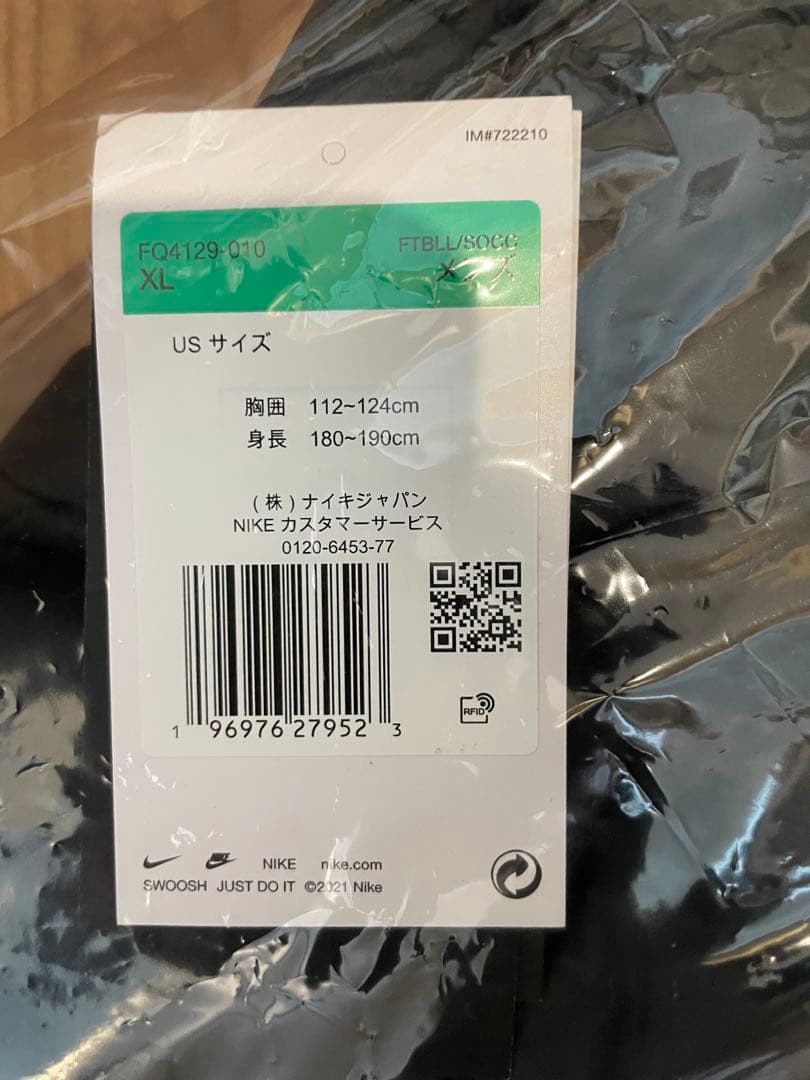 IM#722210
FQ4129-010 FTBLL/SOCC
XL メンズ
US サイズ
胸囲 112~124cm
身長 180~190cm
(株)ナイキジャパン
NIKE カスタマーサービス
0120-6453-77
RFID
1 96976 27952 3
NIKE nike.com
SWOOSH JUST DO IT ©2021 Nike